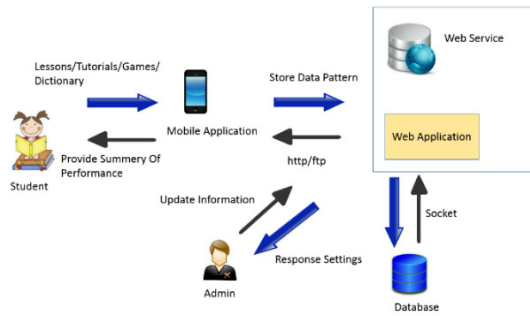 Web Service
Lessons/Tutorials/Games/
Dictionary
Store Data Pattern
Mobile Application
Web Application
Provide Summery Of
Performance
http/ftp
Student
Update Information
Socket
Response Settings
Admin
Database